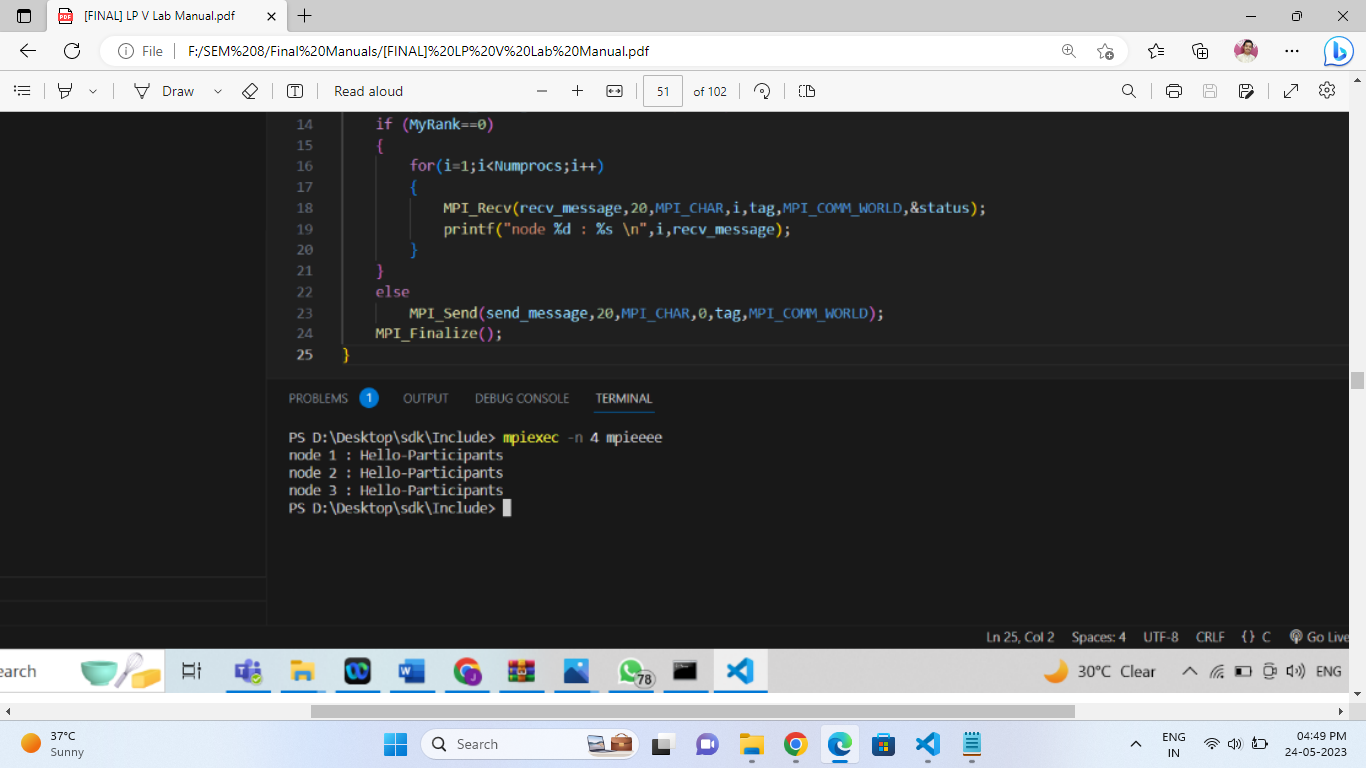 [FINAL] LP V Lab Manual.pdf
File F:/SEM%208/Final%20Manuals/[FINAL]%20LP%20V%20Lab%20Manual.pdf
Draw Read aloud 51 of 102
14 if (MyRank==0)
15 {
16 for(i=1;i<Numprocs;i++)
17 {
18 MPI_Recv(recv_message,20,MPI_CHAR,i,tag,MPI_COMM_WORLD,&status);
19 printf("node %d : %s \n",i,recv_message);
20 }
21 }
22 else
23 MPI_Send(send_message,20,MPI_CHAR,0,tag,MPI_COMM_WORLD);
24 MPI_Finalize();
25 }
PROBLEMS 1 OUTPUT DEBUG CONSOLE TERMINAL
PS D:\Desktop\sdk\Include> mpiexec -n 4 mpieeee
node 1 : Hello-Participants
node 2 : Hello-Participants
node 3 : Hello-Participants
PS D:\Desktop\sdk\Include>
Ln 25, Col 2 Spaces: 4 UTF-8 CRLF {} C Go Live
earch 78 30°C Clear ENG
37°C
Sunny
Search
ENG
IN
04:49 PM
24-05-2023